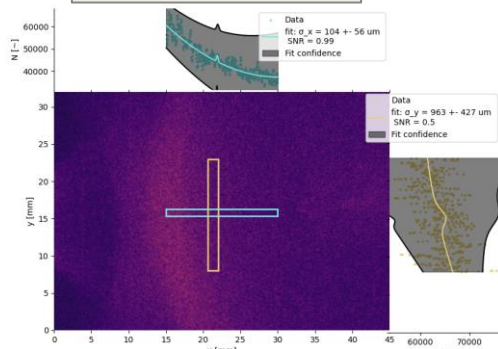 N [~]
60000
50000
40000
Data
fit: σ_x = 104 +- 56 um
SNR = 0.99
Fit confidence
Data
fit: σ_y = 963 +- 427 um
SNR = 0.5
Fit confidence
y [mm]
30
25
20
15
10
5
0
0 5 10 15 20 25 30 35 40 45
60000 70000